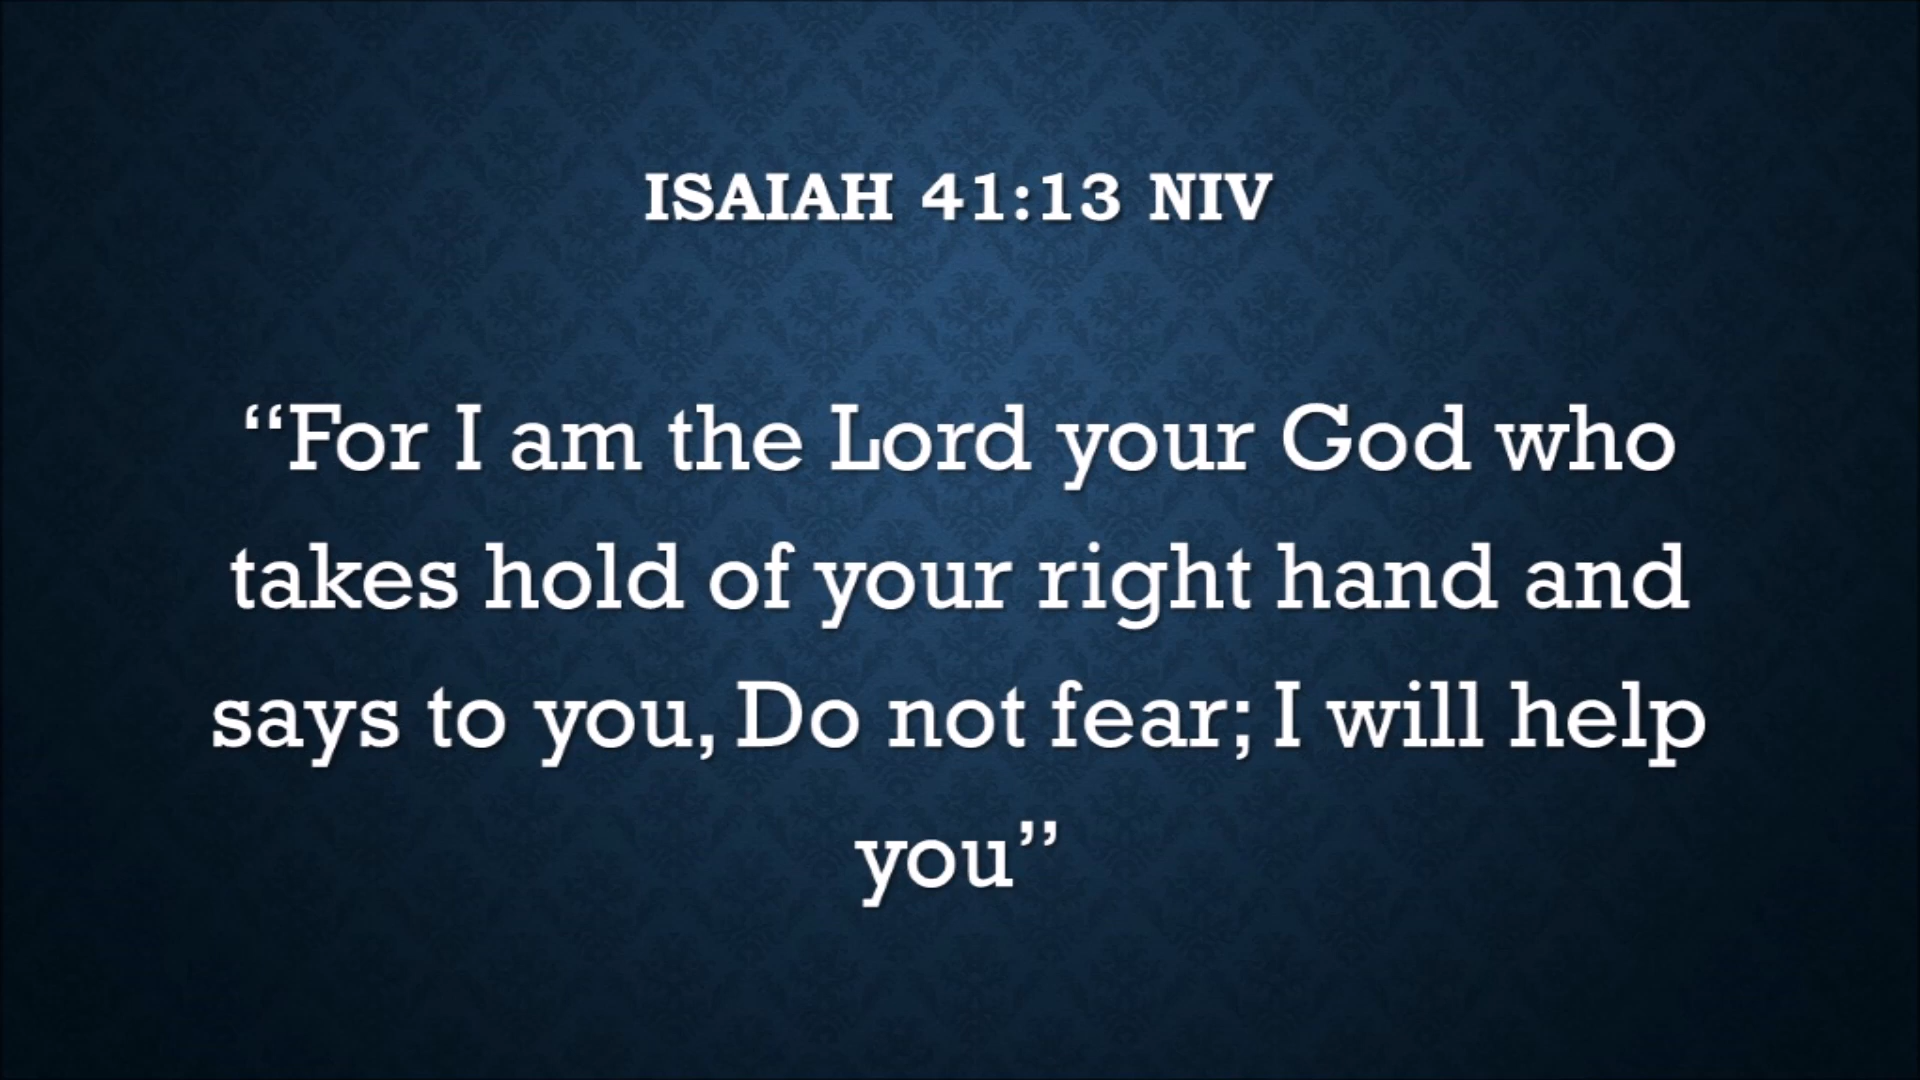 ISAIAH 41:13 NIV
“For I am the Lord your God who
takes hold of your right hand and
says to you, Do not fear; I will help
you”